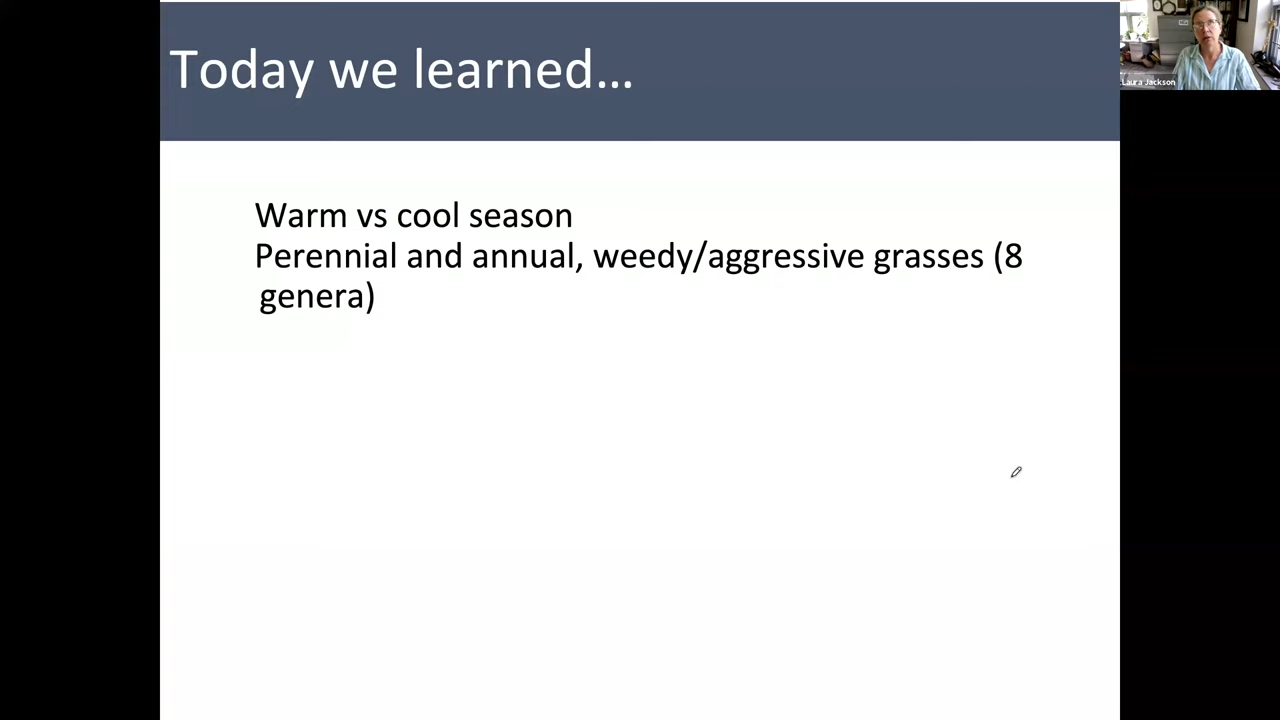 Today we learned…
Laura Jackson
Warm vs cool season
Perennial and annual, weedy/aggressive grasses (8
genera)